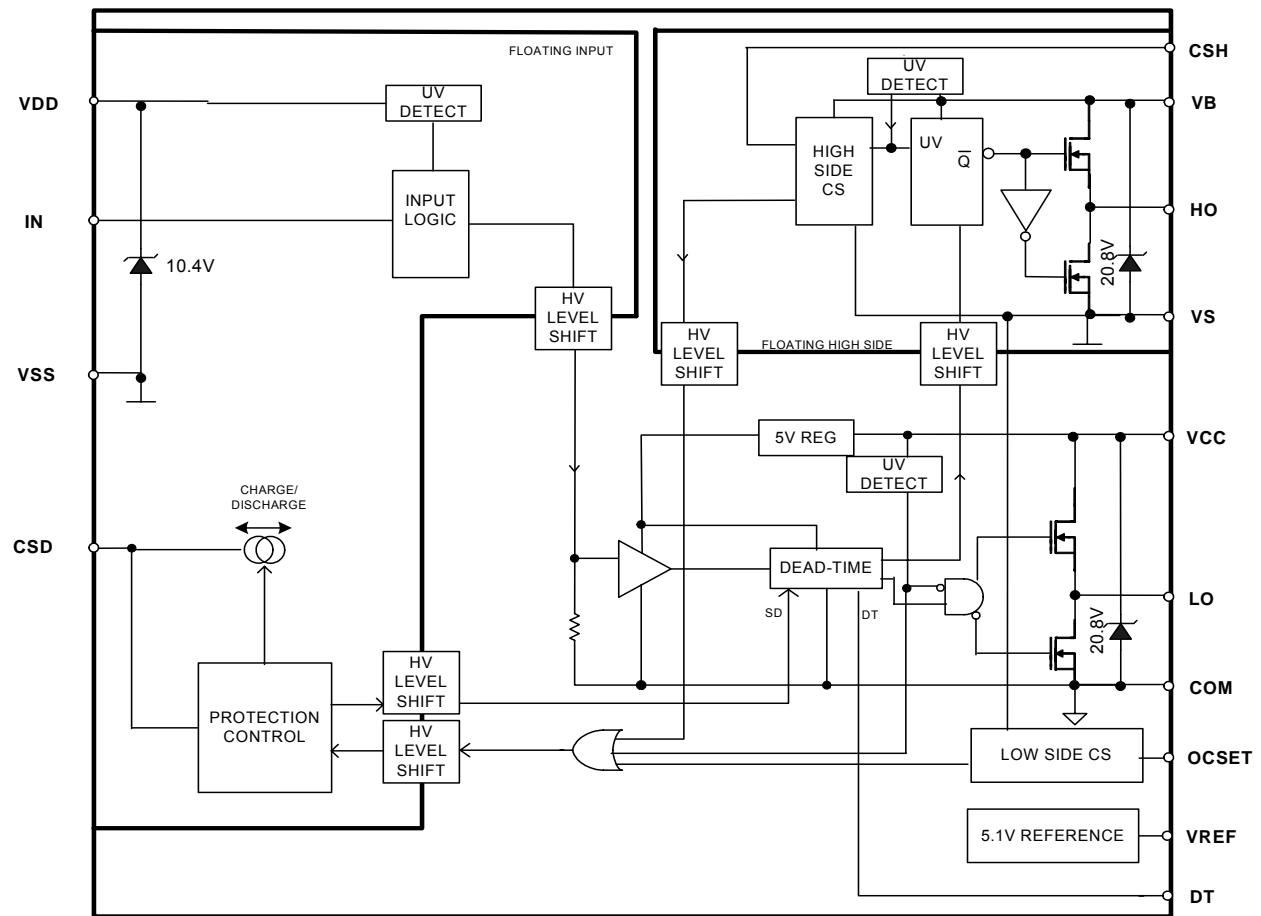 FLOATING INPUT
CSH
UV
DETECT
VDD
UV
DETECT
VB
HIGH
SIDE
CS
UV
Q
INPUT
LOGIC
IN
HO
10.4V
20.8V
HV
LEVEL
SHIFT
VS
HV
LEVEL
SHIFT
FLOATING HIGH SIDE
HV
LEVEL
SHIFT
VSS
5V REG
VCC
UV
DETECT
CHARGE/
DISCHARGE
CSD
DEAD-TIME
SD
DT
LO
20.8V
HV
LEVEL
SHIFT
COM
PROTECTION
CONTROL
HV
LEVEL
SHIFT
LOW SIDE CS
OCSET
5.1V REFERENCE
VREF
DT